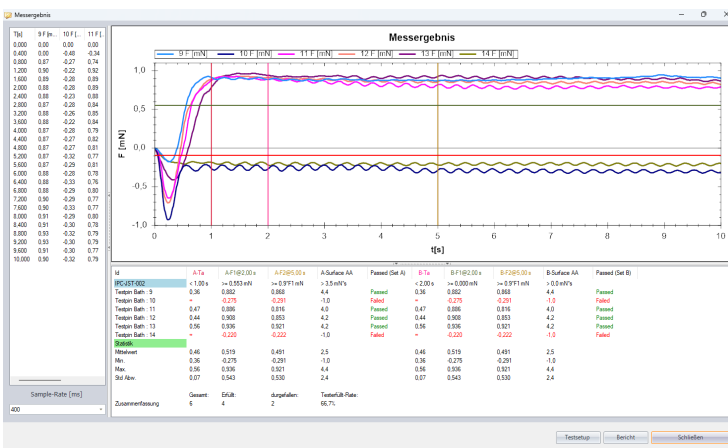 Messergebnis
T[s] 9 F [m... 10 F [... 11 F [.
0.000 0.00 0.00 0.00
0.400 0.00 -0.48 -0.34
0.800 0.87 -0.27 0.74
1.200 0.90 -0.22 0.92
1.600 0.89 -0.28 0.89
2.000 0.88 -0.28 0.89
2.400 0.88 -0.23 0.88
2.800 0.87 -0.28 0.84
3.200 0.87 -0.26 0.85
3.600 0.88 -0.22 0.84
4.000 0.87 -0.28 0.79
4.400 0.87 -0.27 0.82
4.800 0.87 -0.27 0.81
5.200 0.87 -0.32 0.77
5.600 0.87 -0.29 0.81
6.000 0.88 -0.28 0.78
6.400 0.88 -0.33 0.76
6.800 0.88 -0.29 0.80
7.200 0.90 -0.29 0.77
7.600 0.90 -0.33 0.77
8.000 0.91 -0.29 0.80
8.400 0.91 -0.30 0.78
8.800 0.93 -0.32 0.79
9.200 0.93 -0.30 0.79
9.600 0.91 -0.30 0.77
10.000 0.90 -0.32 0.79
Sample-Rate [ms]
400
Messergebnis
9 F [mN] 10 F [mN] 11 F [mN] 12 F [mN] 13 F [mN] 14 F [mN]
F [mN]
1,0
0,5
0,0
-0,5
-1,0
0 1 2 3 4 5 6 7 8 9 10
t[s]
Id A-Ta A-F1@2,00 s A-F2@5,00 s A-Surface AA Passed (Set A) B-Ta B-F1@2,00 s B-F2@5,00 s B-Surface AA Passed (Set B)
IPC-JST-002 < 1,00 s >= 0,553 mN >= 0,9*F1 mN > 3,5 mN*s < 2,00 s >= 0,000 mN >= 0,9*F1 mN > 0,0 mN*s
Testpin Bath : 9 0,36 0,882 0,868 4,4 Passed 0,36 0,882 0,868 4,4 Passed
Testpin Bath : 10 ∞ -0,275 -0,291 -1,0 Failed ∞ -0,275 -0,291 -1,0 Failed
Testpin Bath : 11 0,47 0,886 0,816 4,0 Passed 0,47 0,886 0,816 4,0 Passed
Testpin Bath : 12 0,44 0,908 0,853 4,2 Passed 0,44 0,908 0,853 4,2 Passed
Testpin Bath : 13 0,56 0,936 0,921 4,2 Passed 0,56 0,936 0,921 4,2 Passed
Testpin Bath : 14 ∞ -0,220 -0,222 -1,0 Failed ∞ -0,220 -0,222 -1,0 Failed
Statistik
Mittelwert 0,46 0,519 0,491 2,5 0,46 0,519 0,491 2,5
Min. 0,36 -0,275 -0,291 -1,0 0,36 -0,275 -0,291 -1,0
Max. 0,56 0,936 0,921 4,4 0,56 0,936 0,921 4,4
Std Abw. 0,07 0,543 0,530 2,4 0,07 0,543 0,530 2,4
Gesamt: Erfüllt: durgefallen: Testerfüllt-Rate:
Zusammenfassung 6 4 2 66,7%
Testsetup Bericht Schließen